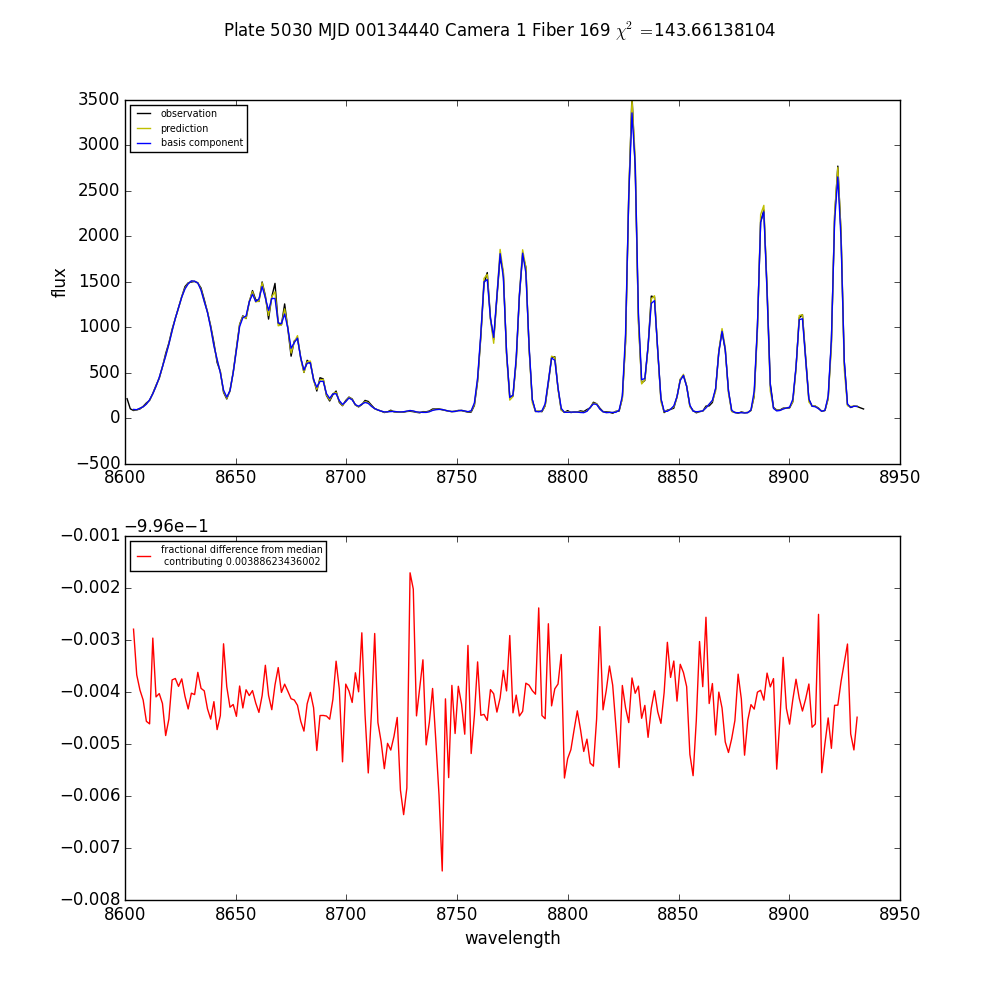 Plate 5030 MJD 00134440 Camera 1 Fiber 169 χ² =143.66138104
3500
3000
2500
2000
1500
1000
500
0
−500
flux
observation
prediction
basis component
8600 8650 8700 8750 8800 8850 8900 8950
−9.96e−1
−0.001
−0.002
−0.003
−0.004
−0.005
−0.006
−0.007
−0.008
fractional difference from median
contributing 0.00388623436002
8600 8650 8700 8750 8800 8850 8900 8950
wavelength